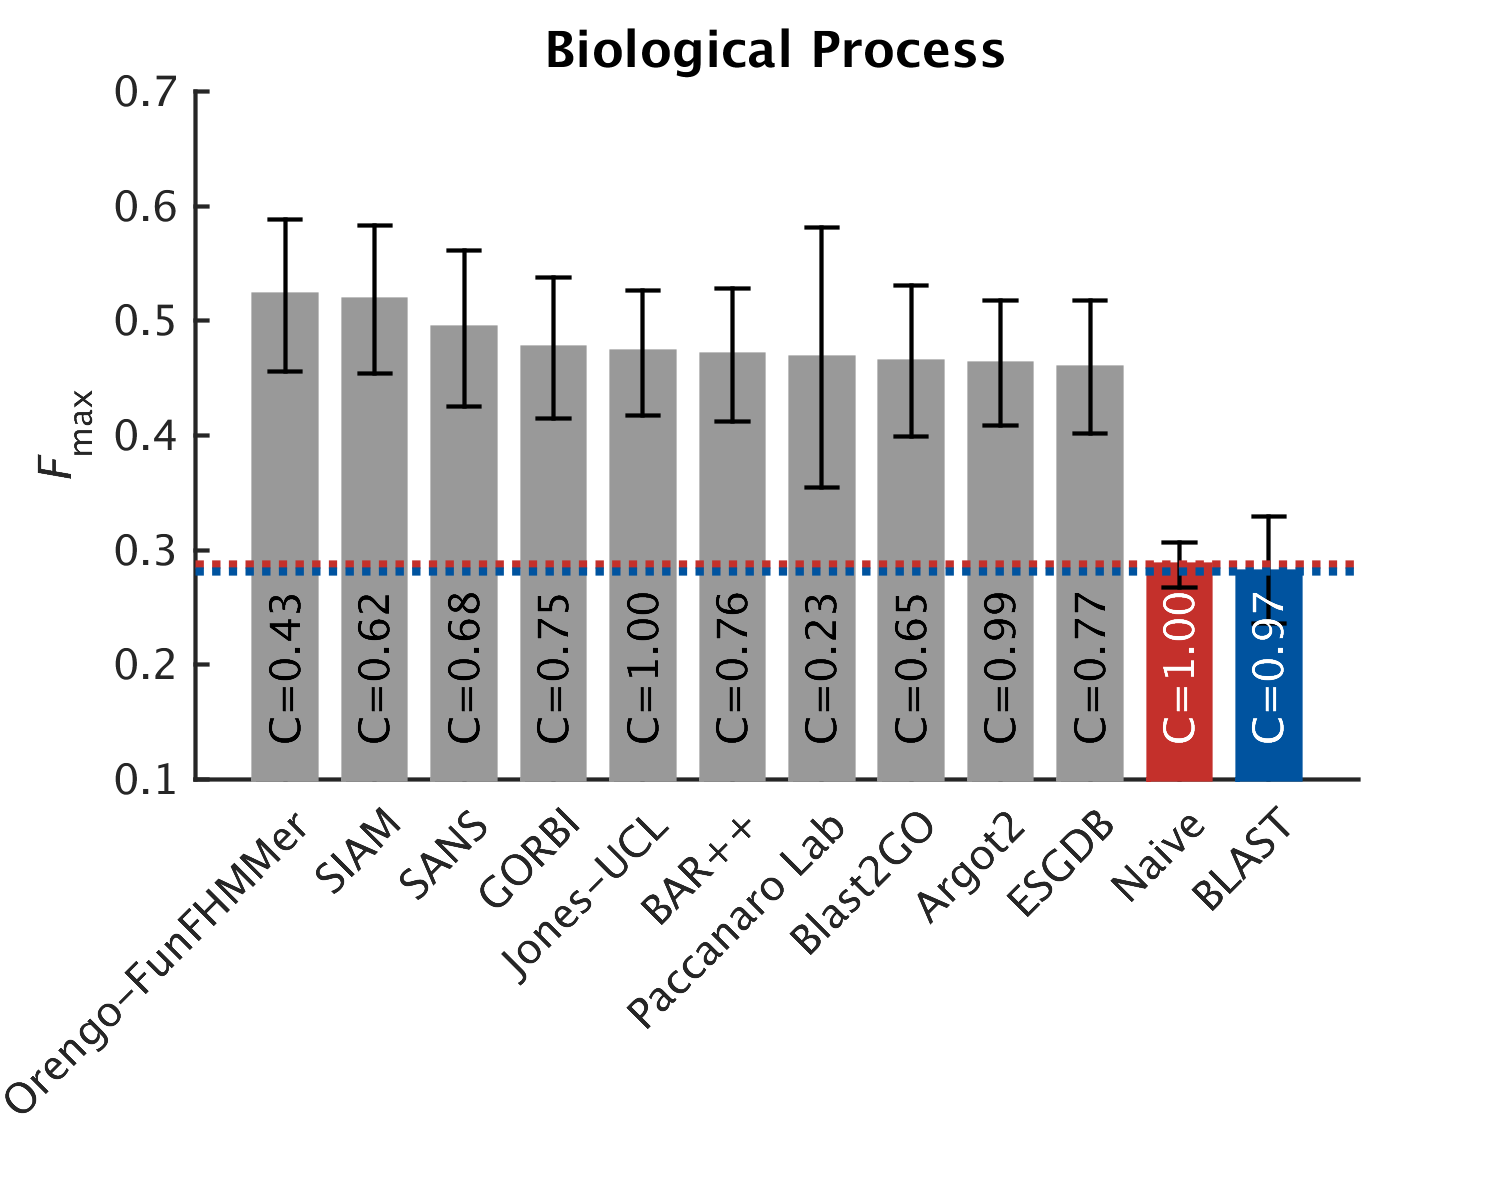 Biological Process
0.7
0.6
0.5
0.4
0.3
0.2
0.1
Fmax
C=0.43
C=0.62
C=0.68
C=0.75
C=1.00
C=0.76
C=0.23
C=0.65
C=0.99
C=0.77
C=1.00
C=0.97
Orengo-FunFHMMer
SIAM
SANS
GORBI
Jones-UCL
BAR++
Paccanaro Lab
Blast2GO
Argot2
ESGDB
Naive
BLAST